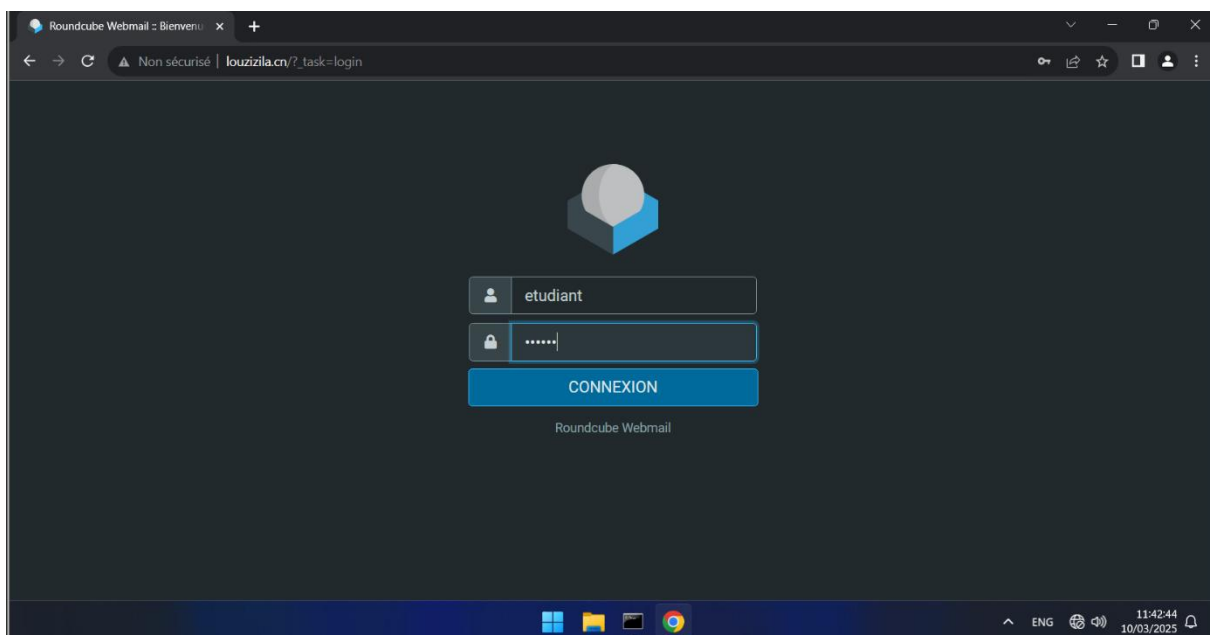 Roundcube Webmail :: Bienvenu
Non sécurisé | louzizila.cn/?_task=login
etudiant
CONNEXION
Roundcube Webmail
ENG
11:42:44
10/03/2025